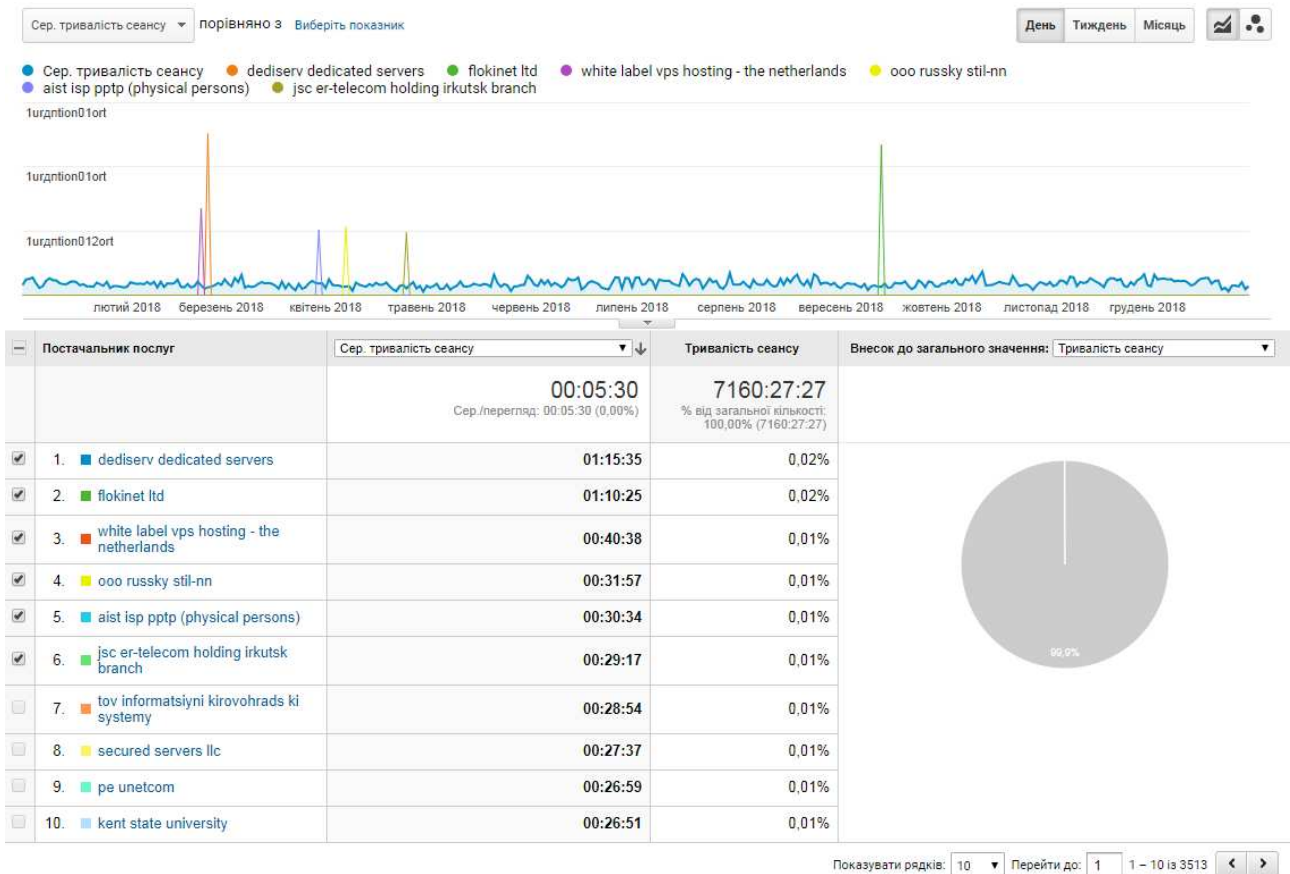 Сер. тривалість сеансу порівняно з Виберіть показник День Тиждень Місяць
Сер. тривалість сеансу dediserv dedicated servers flokinet ltd white label vps hosting - the netherlands ooo russky stil-nn
aist isp pptp (physical persons) jsc er-telecom holding irkutsk branch
1urдntion01ort
1urдntion01ort
1urдntion012ort
лютий 2018 березень 2018 квітень 2018 травень 2018 червень 2018 липень 2018 серпень 2018 вересень 2018 жовтень 2018 листопад 2018 грудень 2018
Постачальник послуг Сер. тривалість сеансу Тривалість сеансу Внесок до загального значення: Тривалість сеансу
00:05:30 7160:27:27
Сер./перегляд: 00:05:30 (0,00%) % від загальної кількості:
100,00% (7160:27:27)
1. dediserv dedicated servers 01:15:35 0,02%
2. flokinet ltd 01:10:25 0,02%
3. white label vps hosting - the
netherlands 00:40:38 0,01%
4. ooo russky stil-nn 00:31:57 0,01%
5. aist isp pptp (physical persons) 00:30:34 0,01%
6. jsc er-telecom holding irkutsk
branch 00:29:17 0,01%
99,9%
7. tov informatsiyni kirovohrads ki
systemy 00:28:54 0,01%
8. secured servers llc 00:27:37 0,01%
9. pe unetcom 00:26:59 0,01%
10. kent state university 00:26:51 0,01%
Показувати рядків: 10 Перейти до: 1 1 – 10 із 3513